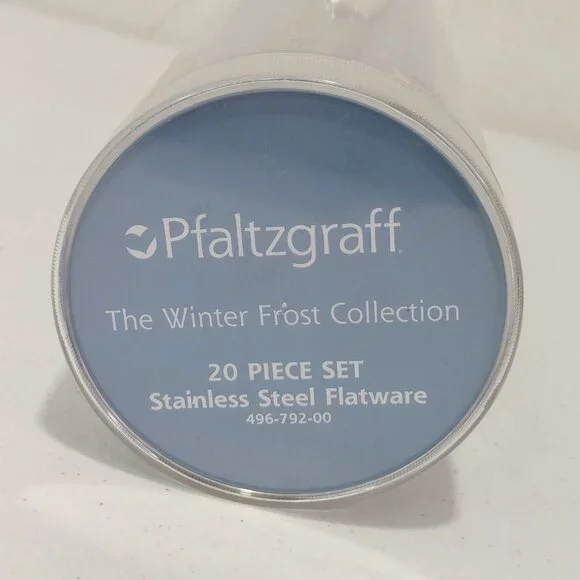 Pfaltzgraff
The Winter Frost Collection
20 PIECE SET
Stainless Steel Flatware
496-792-00